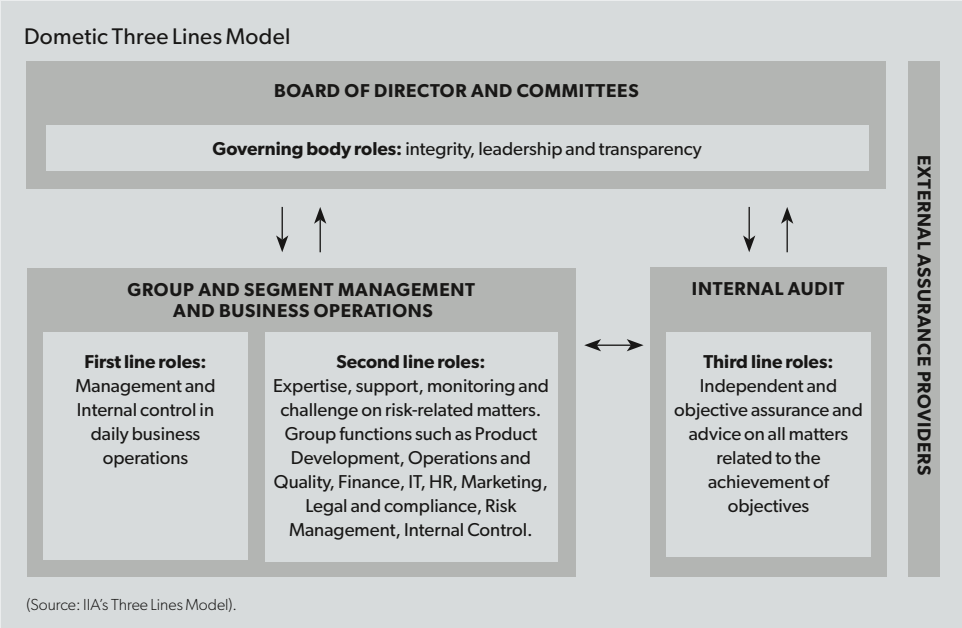 Dometic Three Lines Model
BOARD OF DIRECTOR AND COMMITTEES
Governing body roles: integrity, leadership and transparency
GROUP AND SEGMENT MANAGEMENT
AND BUSINESS OPERATIONS
First line roles:
Management and
Internal control in
daily business
operations
Second line roles:
Expertise, support, monitoring and
challenge on risk-related matters.
Group functions such as Product
Development, Operations and
Quality, Finance, IT, HR, Marketing,
Legal and compliance, Risk
Management, Internal Control.
INTERNAL AUDIT
Third line roles:
Independent and
objective assurance and
advice on all matters
related to the
achievement of
objectives
EXTERNAL ASSURANCE PROVIDERS
(Source: IIA’s Three Lines Model).